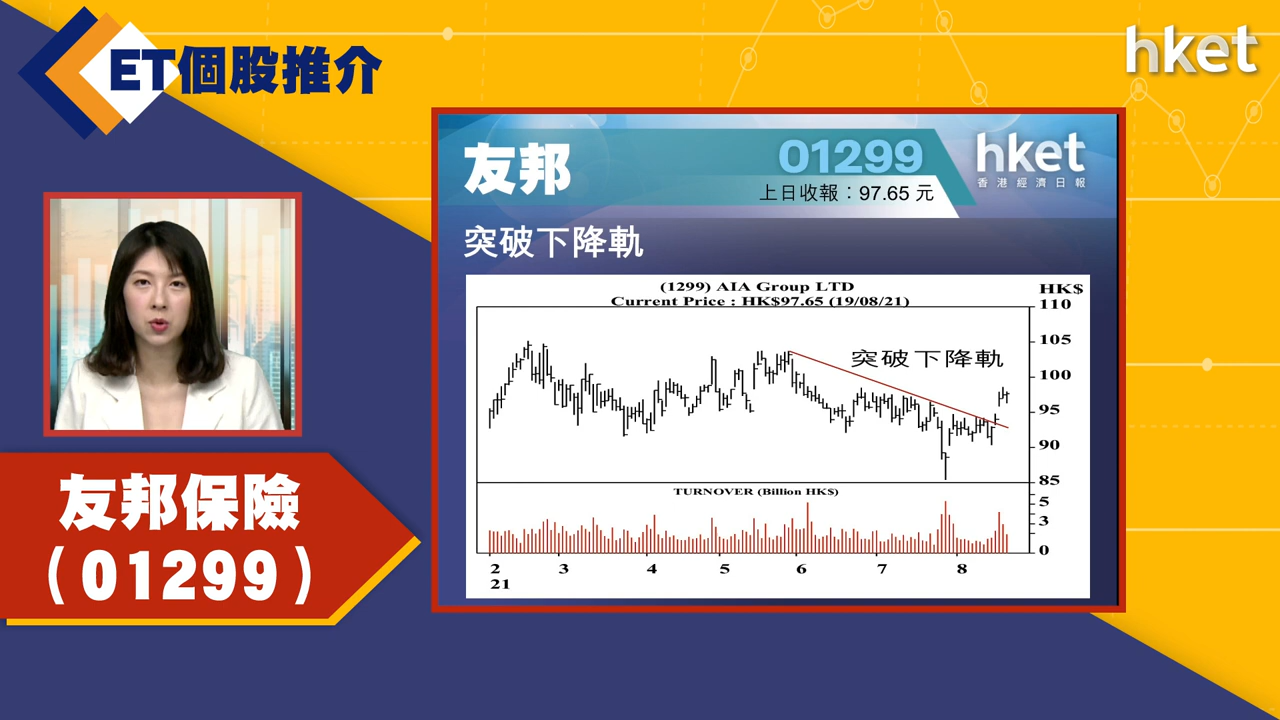 ET個股推介
hket
友邦
01299
上日收報：97.65 元
hket
香港經濟日報
突破下降軌
(1299) AIA Group LTD
Current Price : HK$97.65 (19/08/21)
HK$
110
105
突破下降軌
100
95
90
85
TURNOVER (Billion HK$)
5
3
0
2 3 4 5 6 7 8
21
友邦保險
（01299）